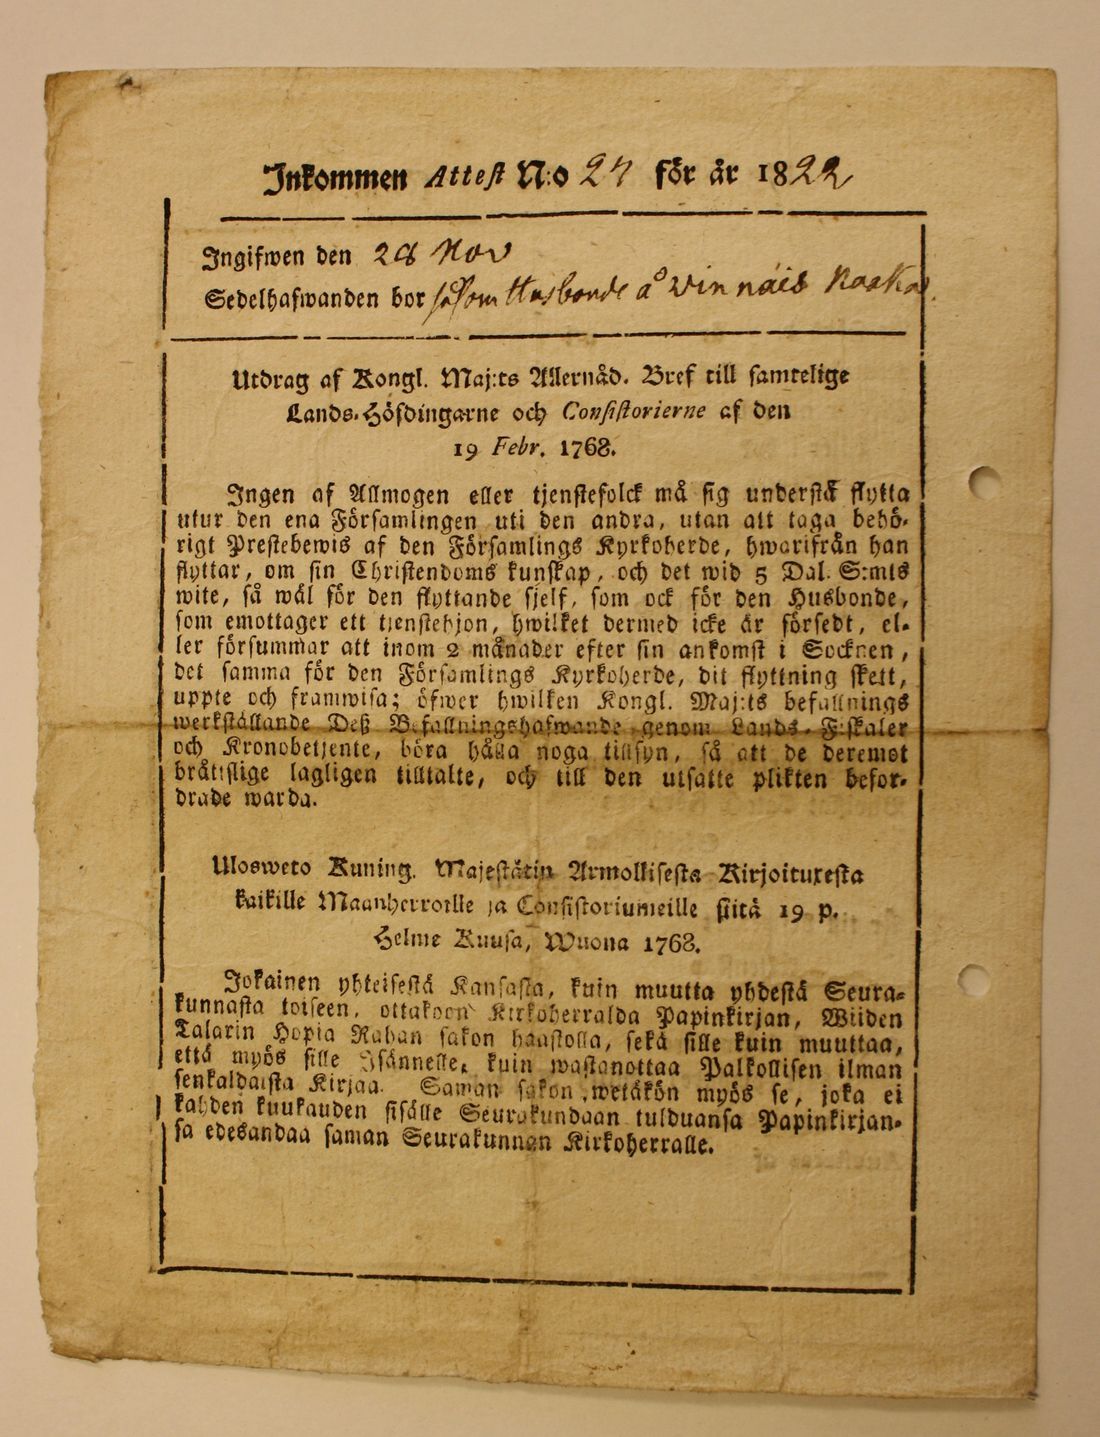 Inkommen Attest N:o 27 för år 1822
Ingifwen den 28 Nov
Sedelhafwanden bor såsom Husbonde å
Utdrag af Kongl. Maj:ts Allernåd. Bref till samtelige
Lands-Höfdingarne och Consistorierne af den
19 Febr. 1768.
Ingen af Allmogen eller tjenstefolck må sig understå flytta
utur den ena Församlingen uti den andra, utan att taga behö-
rigt Prestebewis af den Församlings Kyrkoherde, hwarifrån han
flyttar, om sin Christendoms kunskap, och det wid 5 Dal. S:mts
wite, så wäl för den flyttande sjelf, som ock för den Husbonde,
som emottager ett tjenstehjon, hwilket dermed icke är försedt, el-
ler försummar att inom 2 månader efter sin ankomst i Socknen,
det samma för den Församlings Kyrkoherde, dit flyttning skett,
uppte och framwisa; öfwer hwilken Kongl. Maj:ts befallnings
werkställande Deß Befallningshafwande genom Lands-Fiskaler
och Kronobetjente, böra hålla noga tillsyn, så att de deremot
bråttslige lagligen tilltalte, och till den utsatte plikten befor-
drade warda.
Ulosweto Kuning. Majestätin Armollisesta Kirjoituxesta
kaikille Maanherroille ja Consistoriumeille siitä 19 p.
Helme Kuusa, Wuona 1768.
Jokainen yhteisestä Kansasta, kuin muutta yhdestä Seura-
kunnasta toiseen, ottakoon Kirkoherralda Papinkirjan, Wiiden
Talarin Hopia Rahan sakon haastolla, sekä sille kuin muuttaa,
että myös sille Isännelle, kuin wastanottaa Palkollisen ilman
senkaldaista Kirjaa. Saman sakon wetäkön myös se, joka ei
kahden kuukauden sisälle Seurakundaan tulduansa Papinkirjan-
sa edesandaa saman Seurakunnan Kirkoherralle.